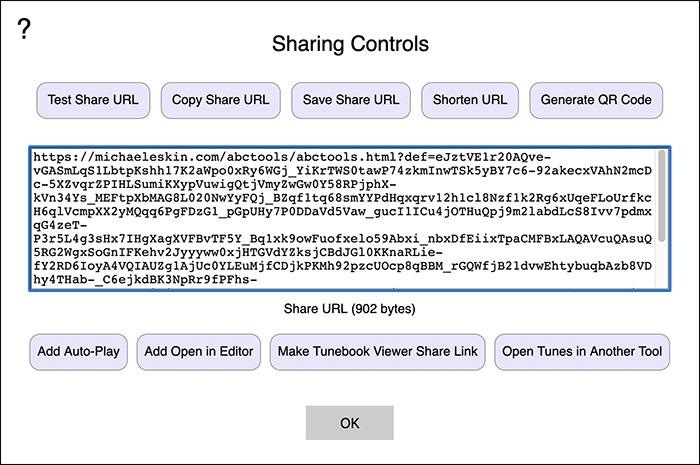 ?
Sharing Controls
Test Share URL Copy Share URL Save Share URL Shorten URL Generate QR Code
https://michaeleskin.com/abctools/abctools.html?def=eJztVE1r20AQve-
vGASmLqS1LbtpKshh17K2aWpo0xRy6WGj_YiKrTWS0tawP74zkmInwTSk5yBY7c6-92akecxVAhN2mcD
c-5XZvqrZPIHLSumiKXypVuwigQtjVmyZwGw0Y58RPjphX-
kVn34Ys_MEFtpXbMAG8L020NwYyFQj_BZqf1tq68smYYPdHqxqrv12h1cl8Nzf1k2Rg6xUqeFLoUrfkc
H6qlVcmpXX2yMQqq6PgFDzG1_pGpUHy7P0DDaVd5Vaw_gucI1ICu4jOTHuQpj9m2labdLcS8Ivv7pdmx
qG4zeT-
P3r5L4g3sHx7IHgXagXVFBvTF5Y_Bq1xk9owFuofxelo59Abxi_nbxDfEiixTpaCMFBxLAQAVcuQAsuQ
5RG2WgxSoGnIFKehv2Jyyyww0xjHTGVdYZksjCBdJGl0KKnaRLie-
fY2RD6IoyA4VQIAUZg1AjUc0YLEuMjfCDjkPKMh92pzcUOcp8qBBM_rGQWfjB21dvwEhtybuqbAzb8VD
hy4THab-_C6ejkdBK3NpRr9fPFhs-
Share URL (902 bytes)
Add Auto-Play Add Open in Editor Make Tunebook Viewer Share Link Open Tunes in Another Tool
OK